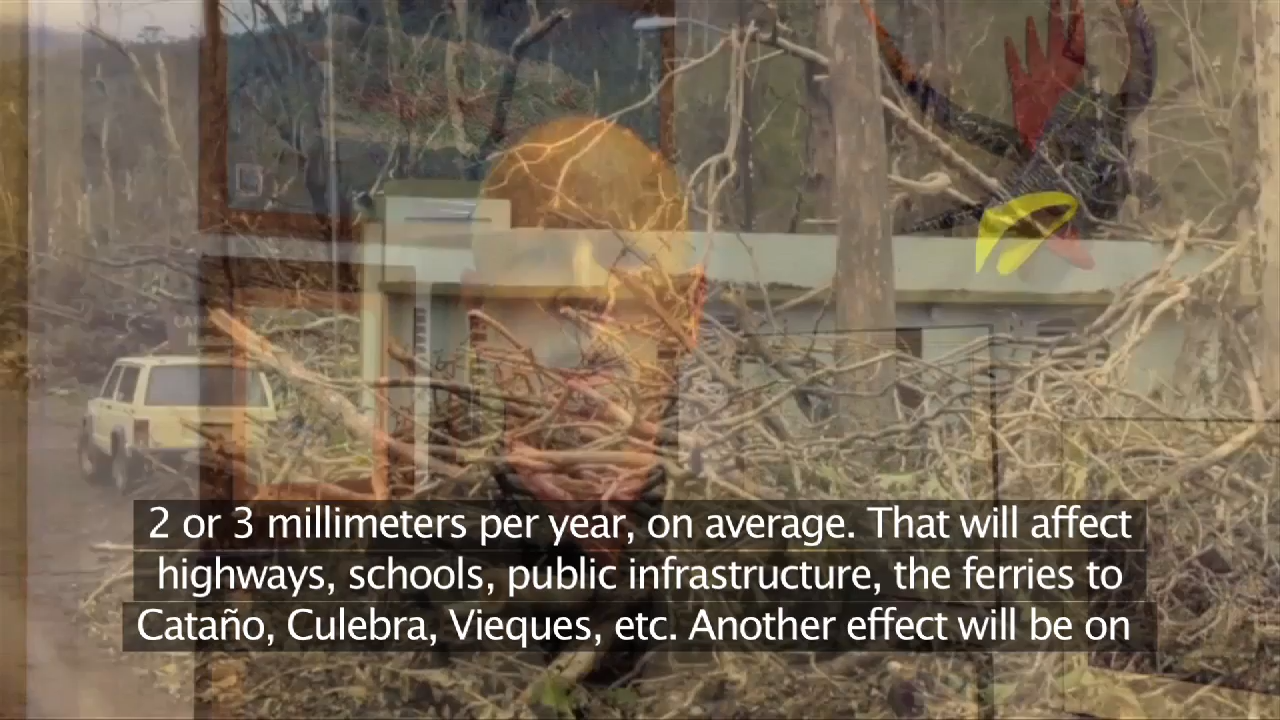 2 or 3 millimeters per year, on average. That will affect
highways, schools, public infrastructure, the ferries to
Cataño, Culebra, Vieques, etc. Another effect will be on